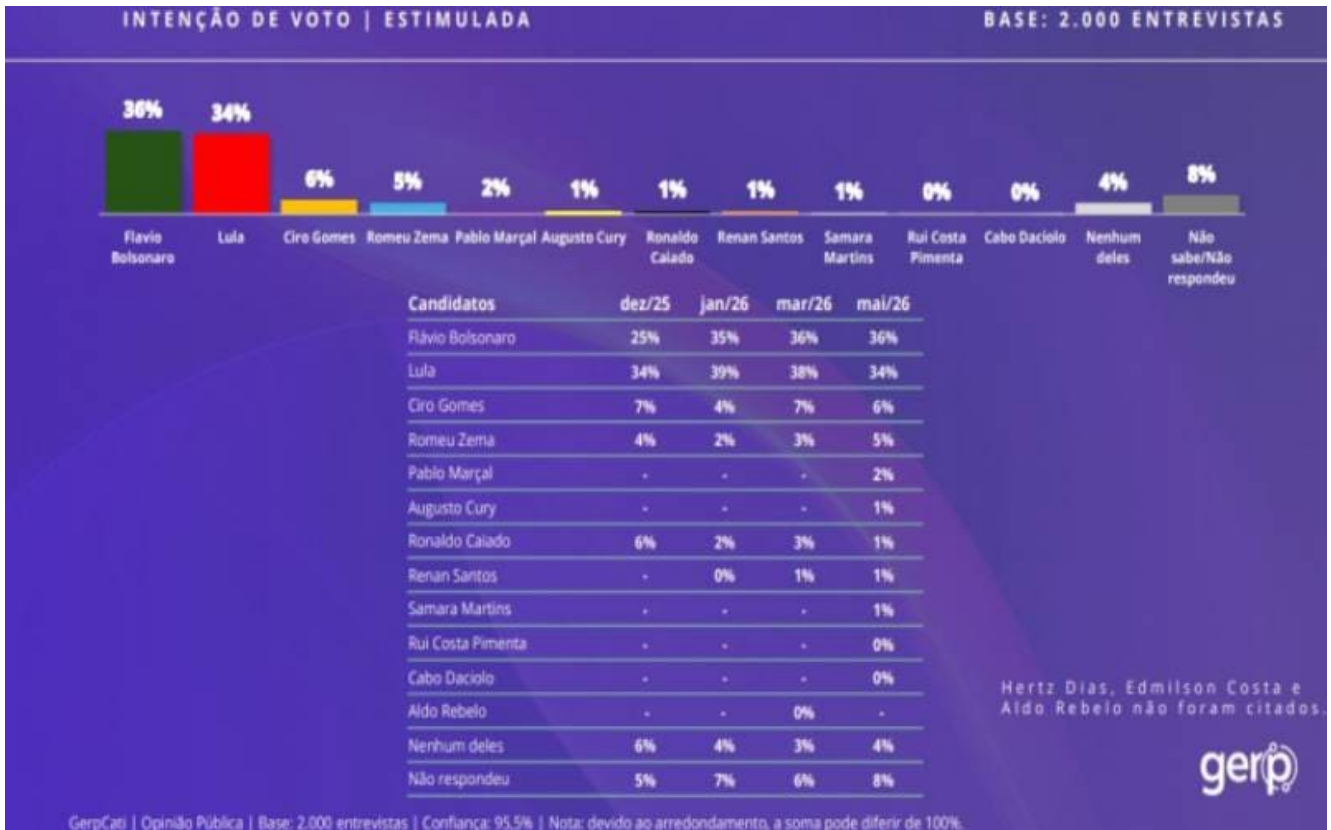 INTENÇÃO DE VOTO | ESTIMULADA
BASE: 2.000 ENTREVISTAS
36% 34% 6% 5% 2% 1% 1% 1% 1% 0% 0% 4% 8%
Flavio Bolsonaro
Lula
Ciro Gomes
Romeu Zema
Pablo Marçal
Augusto Cury
Ronaldo Caiado
Renan Santos
Samara Martins
Rui Costa Pimenta
Cabo Daciolo
Nenhum deles
Não sabe/Não respondeu
Candidatos dez/25 jan/26 mar/26 mai/26
Flávio Bolsonaro 25% 35% 36% 36%
Lula 34% 39% 38% 34%
Ciro Gomes 7% 4% 7% 6%
Romeu Zema 4% 2% 3% 5%
Pablo Marçal - - - 2%
Augusto Cury - - - 1%
Ronaldo Caiado 6% 2% 3% 1%
Renan Santos - 0% 1% 1%
Samara Martins - - - 1%
Rui Costa Pimenta - - - 0%
Cabo Daciolo - - - 0%
Aldo Rebelo - - 0% -
Nenhum deles 6% 4% 3% 4%
Não respondeu 5% 7% 6% 8%
Hertz Dias, Edmilson Costa e
Aldo Rebelo não foram citados.
gerp
GerpCati | Opinião Pública | Base: 2.000 entrevistas | Confiança: 95,5% | Nota: devido ao arredondamento, a soma pode diferir de 100%.